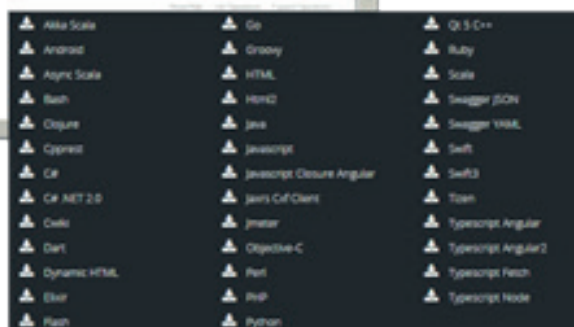 Akka Scala
Android
Async Scala
Bash
Clojure
Cpprest
C#
C# .NET 2.0
Cwiki
Dart
Dynamic HTML
Elixir
Flash
Go
Groovy
HTML
Html2
Java
Javascript
Javascript Closure Angular
Jaxrs Cxf Client
Jmeter
Objective-C
Perl
PHP
Python
Qt 5 C++
Ruby
Scala
Swagger JSON
Swagger YAML
Swift
Swift3
Tizen
Typescript Angular
Typescript Angular2
Typescript Fetch
Typescript Node